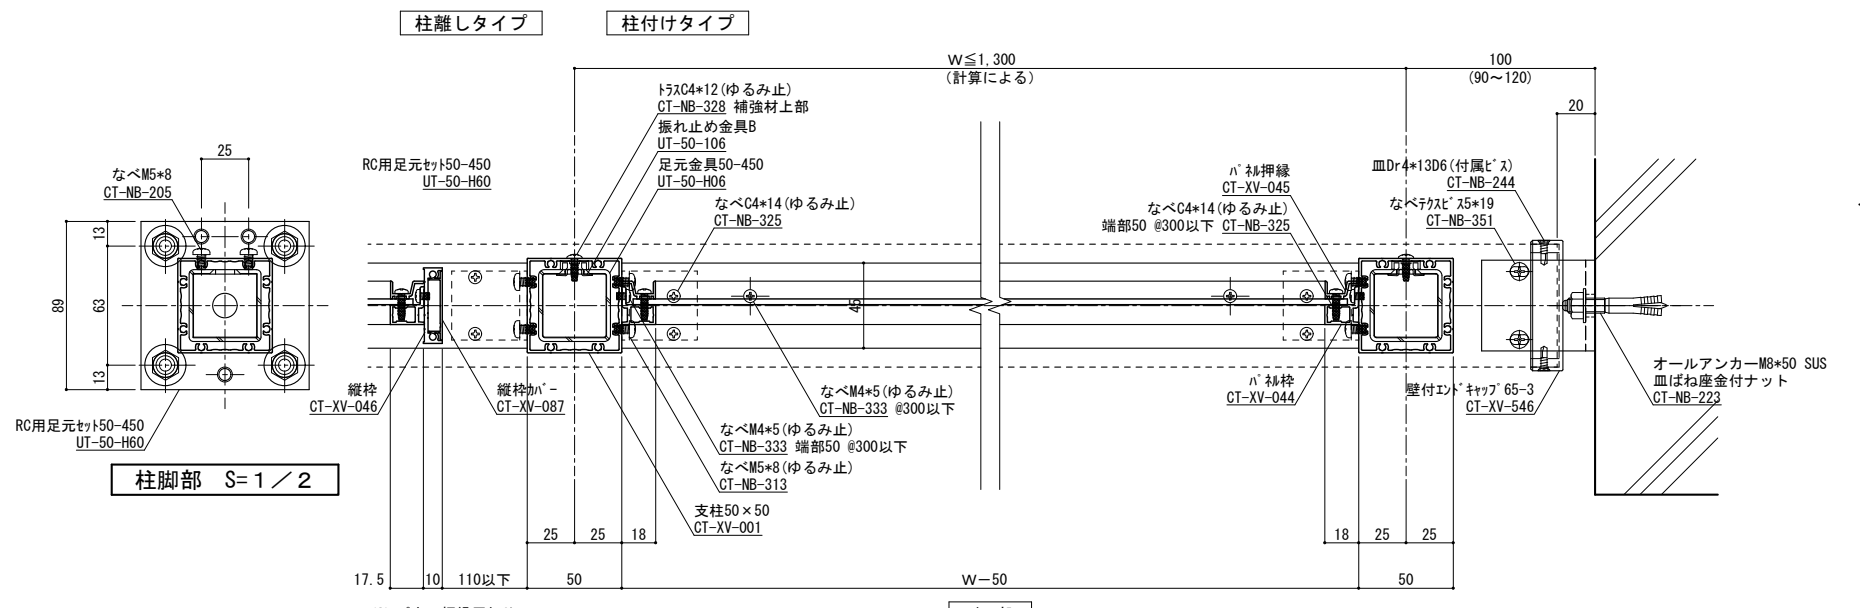 柱離しタイプ
柱付けタイプ
W≦1,300
(計算による)
100
(90～120)
20
トラスC4*12(ゆるみ止)
CT-NB-328 補強材上部
振れ止め金具B
UT-50-106
足元金具50-450
UT-50-H06
なべC4*14(ゆるみ止)
CT-NB-325
RC用足元セット50-450
UT-50-H60
25
なべM5*8
CT-NB-205
13
63
13
89
RC用足元セット50-450
UT-50-H60
柱脚部 S=1／2
パネル押縁
CT-XV-045
なべC4*14(ゆるみ止)
端部50 @300以下 CT-NB-325
皿Dr4*13D6(付属ビス)
CT-NB-244
なべテクスビス5*19
CT-NB-351
45
縦枠
CT-XV-046
縦枠カバー
CT-XV-087
なべM4*5(ゆるみ止)
CT-NB-333 @300以下
なべM4*5(ゆるみ止)
CT-NB-333 端部50 @300以下
なべM5*8(ゆるみ止)
CT-NB-313
支柱50×50
CT-XV-001
パネル枠
CT-XV-044
壁付エンドキャップ65-3
CT-XV-546
オールアンカーM8*50 SUS
皿ばね座金付ナット
CT-NB-223
25
25
18
18
25
25
17.5
10
110以下
50
W－50
50